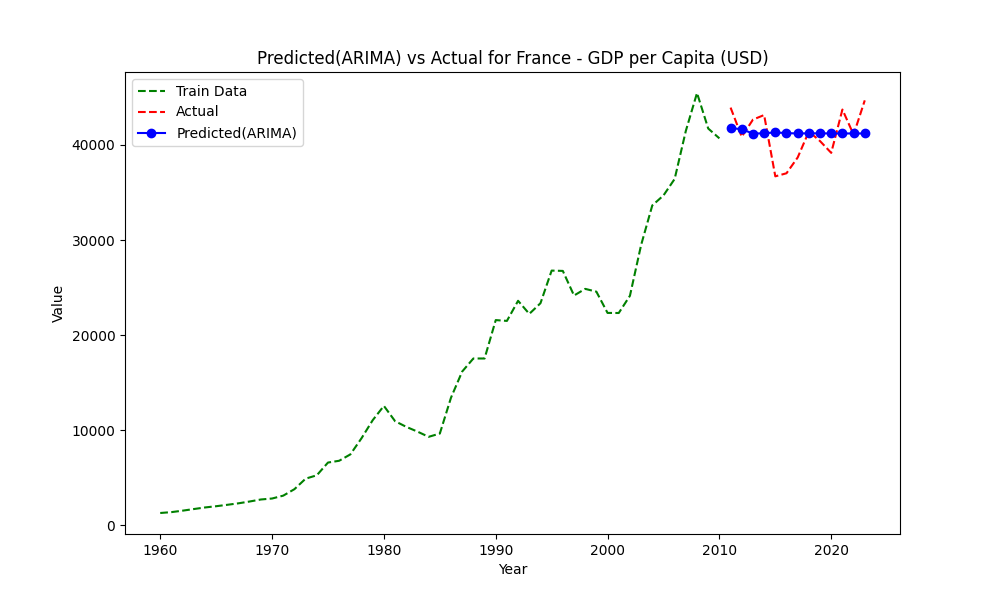 Predicted(ARIMA) vs Actual for France - GDP per Capita (USD)
Train Data
Actual
Predicted(ARIMA)
40000
30000
20000
10000
0
Value
1960 1970 1980 1990 2000 2010 2020
Year